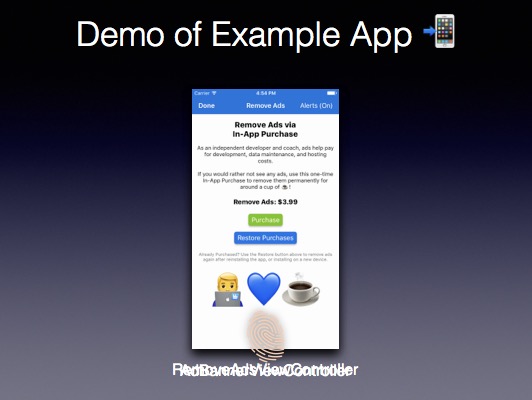 Demo of Example App
Carrier 4:54 PM
Done Remove Ads Alerts (On)
Remove Ads via
In-App Purchase
As an independent developer and coach, ads help pay
for development, data maintenance, and hosting
costs.
If you would rather not see any ads, use this one-time
In-App Purchase to remove them permanently for
around a cup of ☕ !
Remove Ads: $3.99
Purchase
Restore Purchases
Already Purchased? Use the Restore button above to remove ads
again after reinstalling the app, or installing on a new device.
RemoveAdsViewController
AdBannerViewController